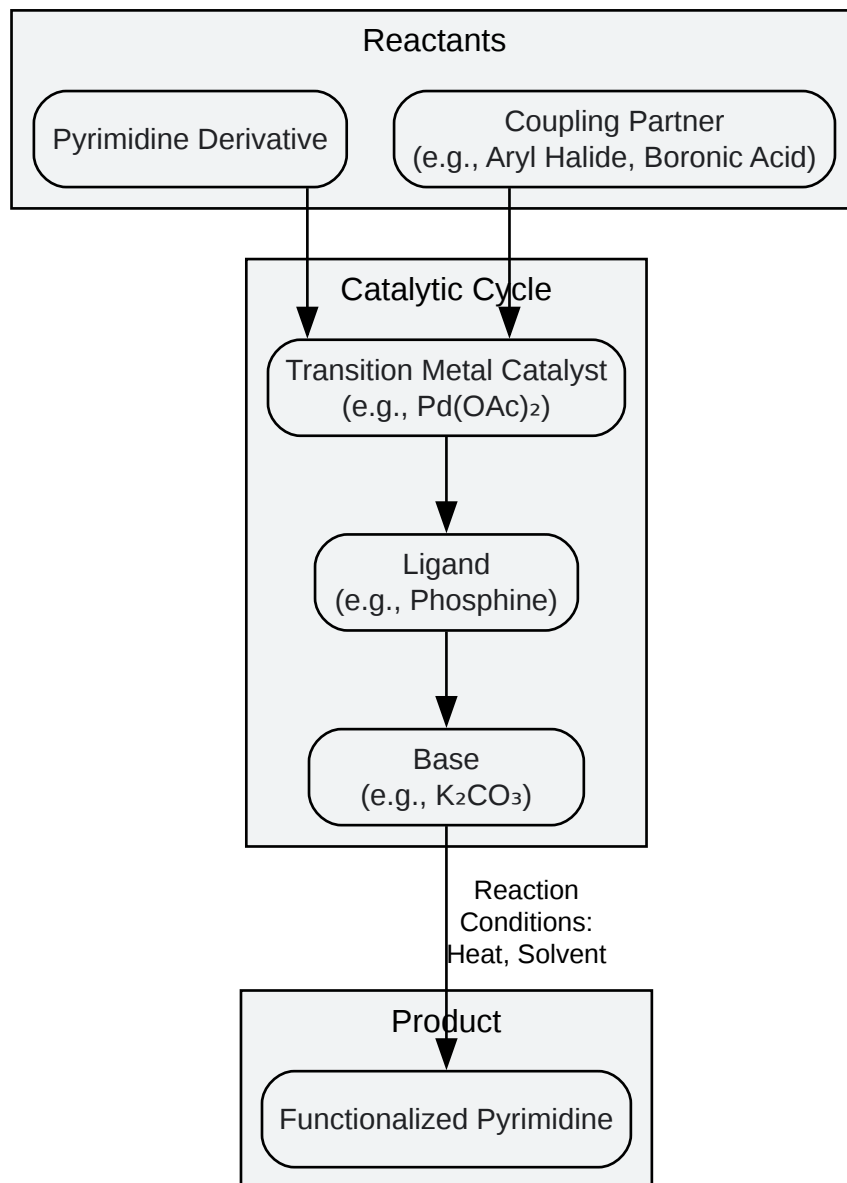 Reactants
Pyrimidine Derivative
Coupling Partner
(e.g., Aryl Halide, Boronic Acid)
Catalytic Cycle
Transition Metal Catalyst
(e.g., Pd(OAc)₂)
Ligand
(e.g., Phosphine)
Base
(e.g., K₂CO₃)
Reaction
Conditions:
Heat, Solvent
Product
Functionalized Pyrimidine